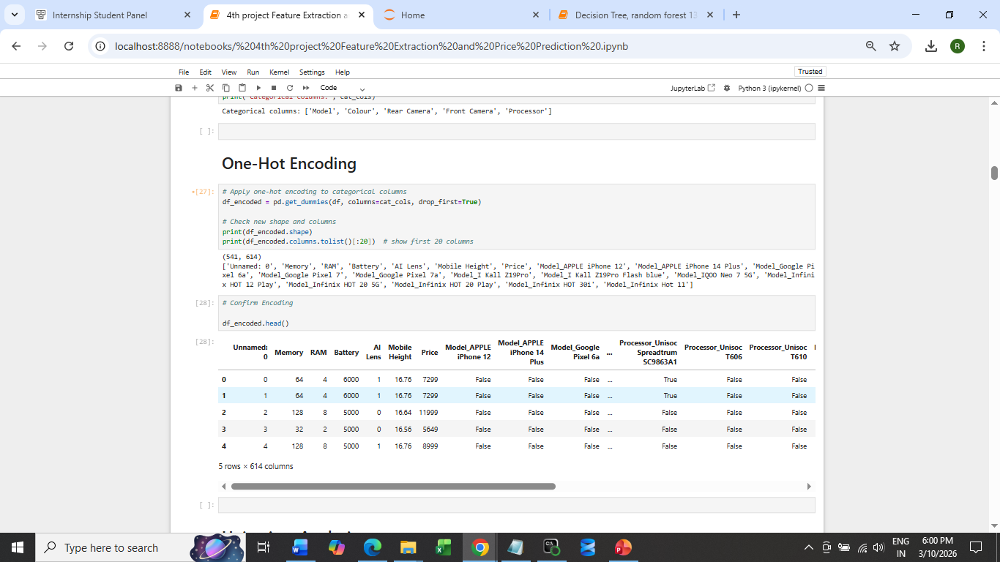 Internship Student Panel
4th project Feature Extraction a
Home
Decision Tree, random forest 13
localhost:8888/notebooks/%204th%20project%20Feature%20Extraction%20and%20Price%20Prediction%20.ipynb
R
File Edit View Run Kernel Settings Help
Trusted
Code
JupyterLab
Python 3 (ipykernel)
print("Categorical columns:", cat_cols)
Categorical columns: ['Model', 'Colour', 'Rear Camera', 'Front Camera', 'Processor']
[ ]:
One-Hot Encoding
[27]:
# Apply one-hot encoding to categorical columns
df_encoded = pd.get_dummies(df, columns=cat_cols, drop_first=True)
# Check new shape and columns
print(df_encoded.shape)
print(df_encoded.columns.tolist()[:20]) # show first 20 columns
(541, 614)
['Unnamed: 0', 'Memory', 'RAM', 'Battery', 'AI Lens', 'Mobile Height', 'Price', 'Model_APPLE iPhone 12', 'Model_APPLE iPhone 14 Plus', 'Model_Google Pi
xel 6a', 'Model_Google Pixel 7', 'Model_Google Pixel 7a', 'Model_I Kall Z19Pro', 'Model_I Kall Z19Pro Flash blue', 'Model_IQOO Neo 7 5G', 'Model_Infini
x HOT 12 Play', 'Model_Infinix HOT 20 5G', 'Model_Infinix HOT 20 Play', 'Model_Infinix HOT 30i', 'Model_Infinix Hot 11']
[28]:
# Confirm Encoding
df_encoded.head()
[28]:
Unnamed: 0 Memory RAM Battery AI Lens Mobile Height Price Model_APPLE iPhone 12 Model_APPLE iPhone 14 Plus Model_Google Pixel 6a ... Processor_Unisoc Spreadtrum SC9863A1 Processor_Unisoc T606 Processor_Unisoc T610
0 0 64 4 6000 1 16.76 7299 False False False ... True False False
1 1 64 4 6000 1 16.76 7299 False False False ... True False False
2 2 128 8 5000 0 16.64 11999 False False False ... False False False
3 3 32 2 5000 0 16.56 5649 False False False ... False False False
4 4 128 8 5000 1 16.76 8999 False False False ... False False False
5 rows × 614 columns
[ ]:
Type here to search
ENG
IN
6:00 PM
3/10/2026